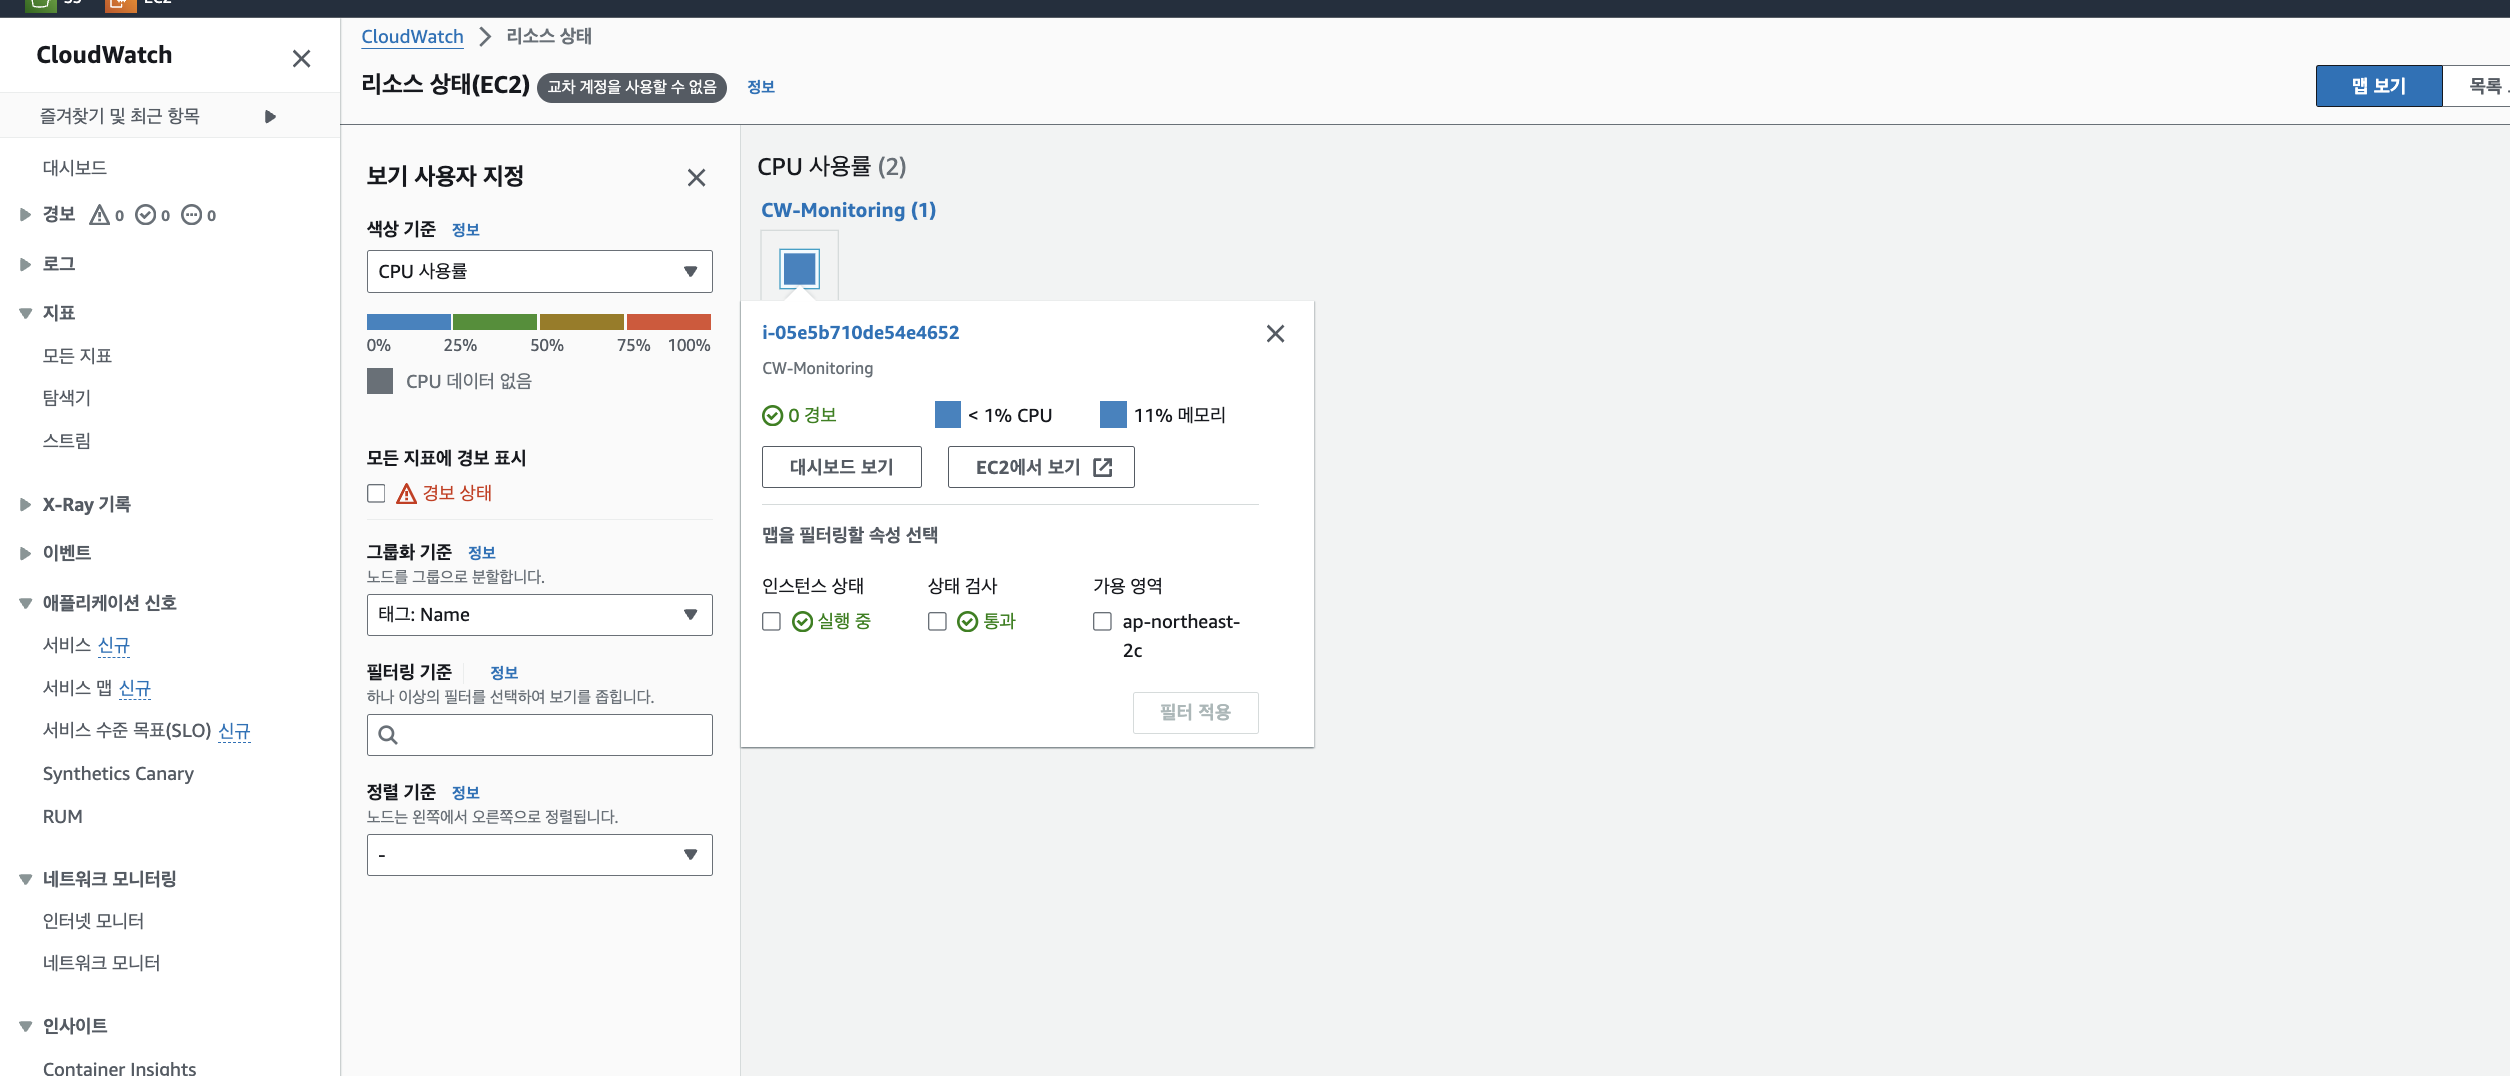 CloudWatch
즐겨찾기 및 최근 항목
대시보드
경보 0 0 0
로그
지표
모든 지표
탐색기
스트림
X-Ray 기록
이벤트
애플리케이션 신호
서비스 신규
서비스 맵 신규
서비스 수준 목표(SLO) 신규
Synthetics Canary
RUM
네트워크 모니터링
인터넷 모니터
네트워크 모니터
인사이트
Container Insights
CloudWatch 리소스 상태
리소스 상태(EC2) 교차 계정을 사용할 수 없음 정보
맵 보기 목록
보기 사용자 지정
색상 기준 정보
CPU 사용률
0% 25% 50% 75% 100%
CPU 데이터 없음
모든 지표에 경보 표시
경보 상태
그룹화 기준 정보
노드를 그룹으로 분할합니다.
태그: Name
필터링 기준 정보
하나 이상의 필터를 선택하여 보기를 좁힙니다.
정렬 기준 정보
노드는 왼쪽에서 오른쪽으로 정렬됩니다.
-
CPU 사용률 (2)
CW-Monitoring (1)
i-05e5b710de54e4652
CW-Monitoring
0 경보 < 1% CPU 11% 메모리
대시보드 보기 EC2에서 보기
맵을 필터링할 속성 선택
인스턴스 상태 상태 검사 가용 영역
실행 중 통과 ap-northeast-
2c
필터 적용